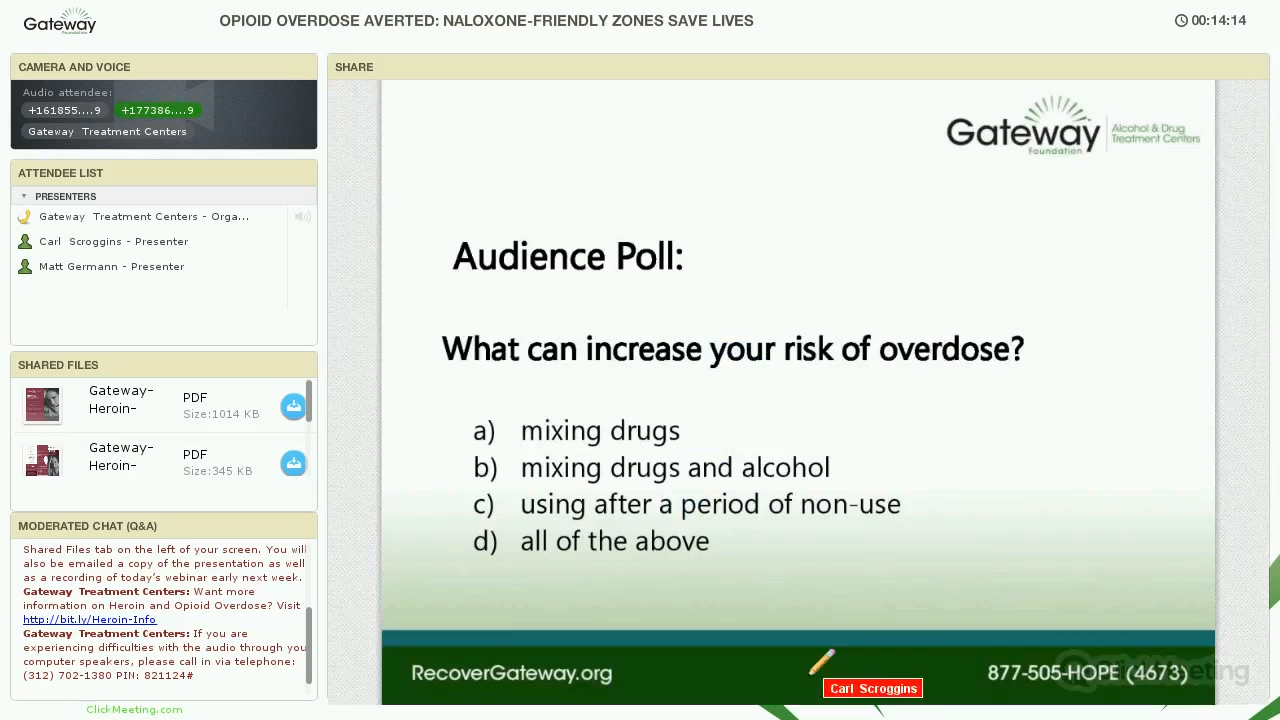 Gateway
Foundation
OPIOID OVERDOSE AVERTED: NALOXONE-FRIENDLY ZONES SAVE LIVES
00:14:14
CAMERA AND VOICE
Audio attendee:
+161855....9 +177386....9
Gateway Treatment Centers
ATTENDEE LIST
PRESENTERS
Gateway Treatment Centers - Orga...
Carl Scroggins - Presenter
Matt Germann - Presenter
SHARED FILES
Gateway-
Heroin-
PDF
Size:1014 KB
Gateway-
Heroin-
PDF
Size:345 KB
MODERATED CHAT (Q&A)
Shared Files tab on the left of your screen. You will
also be emailed a copy of the presentation as well
as a recording of today's webinar early next week.
Gateway Treatment Centers: Want more
information on Heroin and Opioid Overdose? Visit
http://bit.ly/Heroin-Info
Gateway Treatment Centers: If you are
experiencing difficulties with the audio through you
computer speakers, please call in via telephone:
(312) 702-1380 PIN: 821124#
ClickMeeting.com
SHARE
Gateway
Foundation
Alcohol & Drug
Treatment Centers
Audience Poll:
What can increase your risk of overdose?
a) mixing drugs
b) mixing drugs and alcohol
c) using after a period of non-use
d) all of the above
RecoverGateway.org
877-505-HOPE (4673)
Carl Scroggins
ClickMeeting